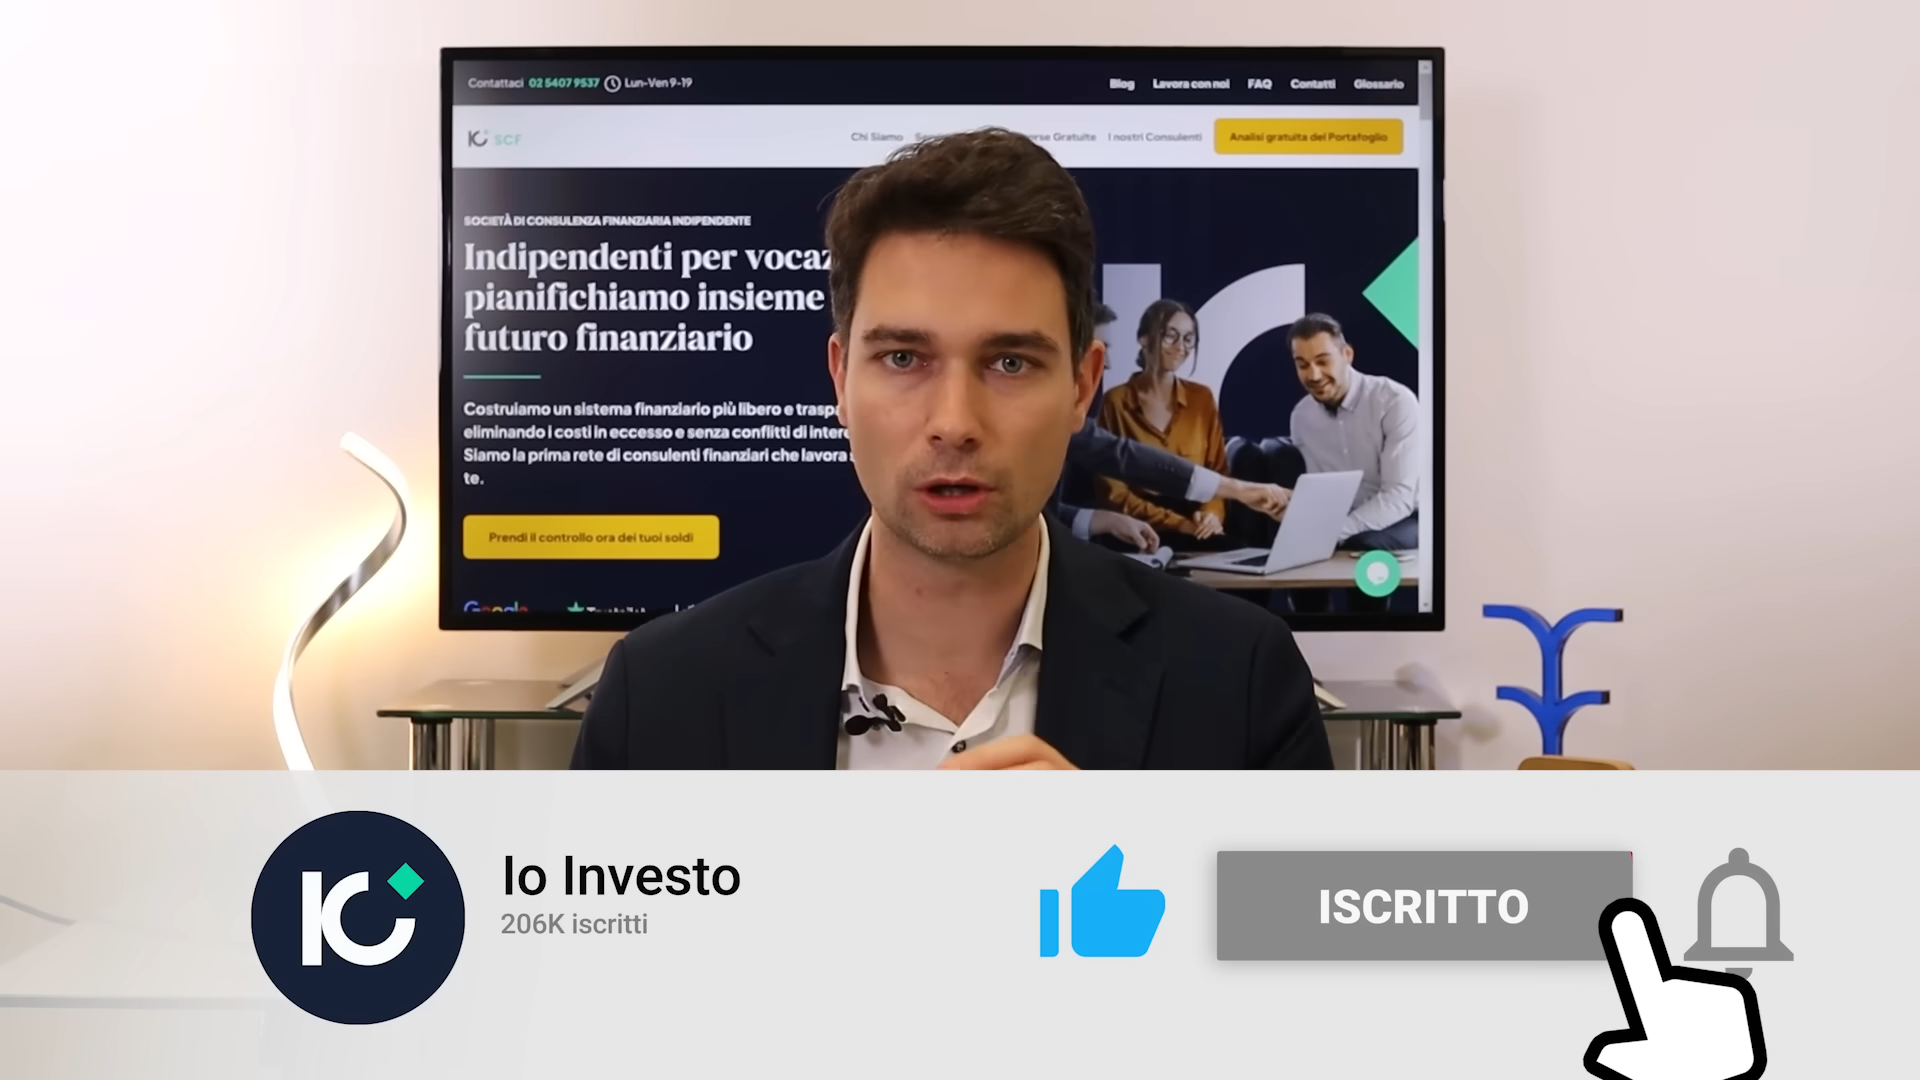 Contattaci 02 5407 9537 Lun-Ven 9-19
Blog Lavora con noi FAQ Contatti Glossario
IC SCF
Chi Siamo Gratuite I nostri Consulenti Analisi gratuita del Portafoglio
SOCIETÀ DI CONSULENZA FINANZIARIA INDIPENDENTE
Indipendenti per
pianifichiamo insieme
futuro finanziario
Costruiamo un sistema finanziario più libero e
eliminando i costi in eccesso e senza conflitti di
Siamo la prima rete di consulenti finanziari che lavora
te.
Prendi il controllo ora dei tuoi soldi
Google
Io Investo
206K iscritti
ISCRITTO